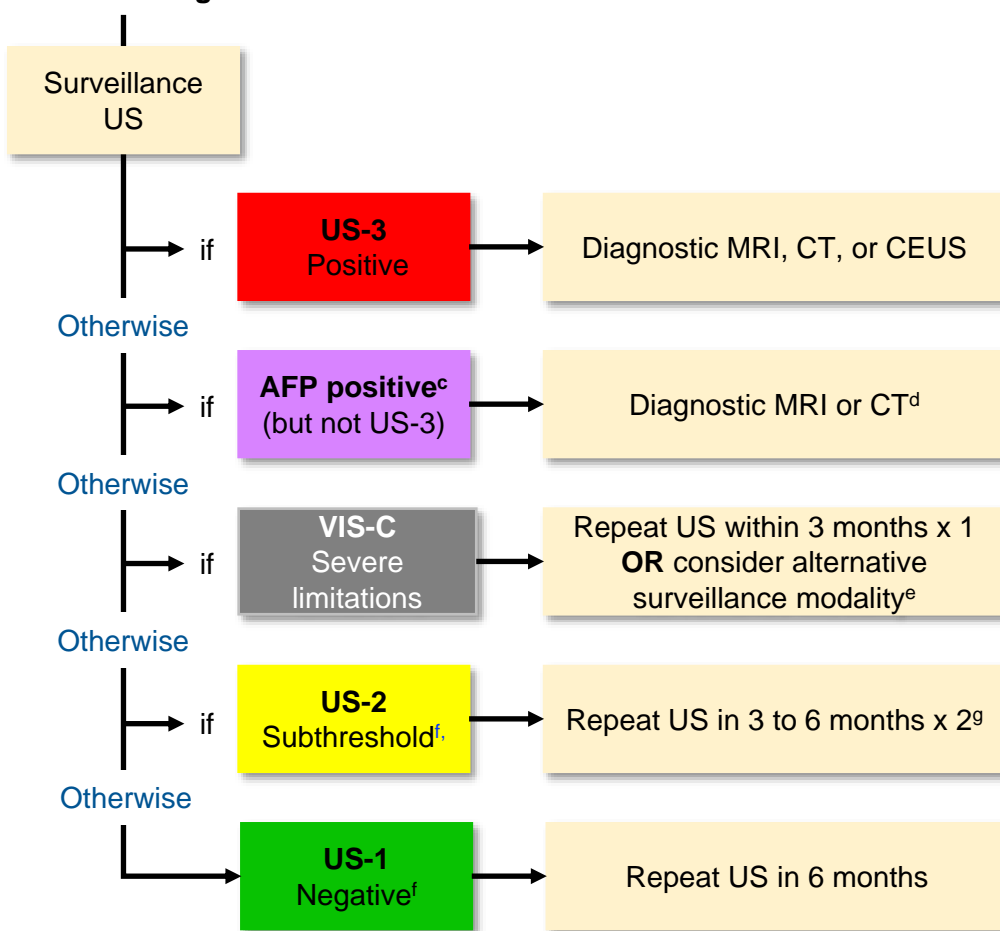 Surveillance
US
if
US-3
Positive
Diagnostic MRI, CT, or CEUS
Otherwise
if
AFP positiveᶜ
(but not US-3)
Diagnostic MRI or CTᵈ
Otherwise
if
VIS-C
Severe
limitations
Repeat US within 3 months x 1
OR consider alternative
surveillance modalityᵉ
Otherwise
if
US-2
Subthresholdᶠ,
Repeat US in 3 to 6 months x 2ᵍ
Otherwise
US-1
Negativeᶠ
Repeat US in 6 months